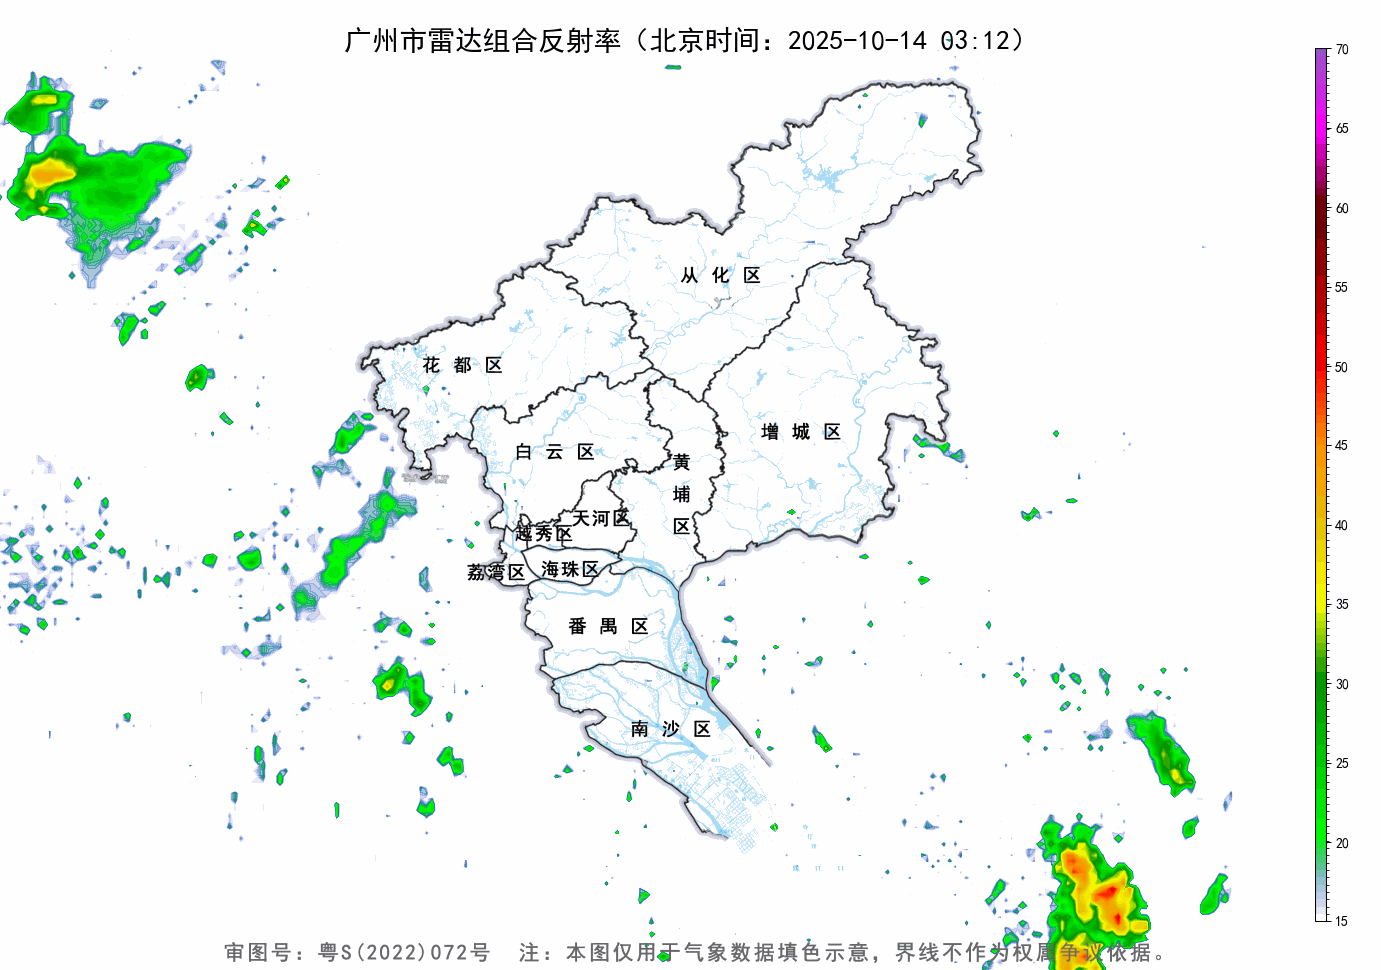 广州市雷达组合反射率（北京时间：2025-10-14 03:12）
70
65
60
55
50
45
40
35
30
25
20
15
从 化 区
花 都 区
增 城 区
白 云 区
黄
埔
区
天河区
越秀区
荔湾区
海珠区
番 禺 区
南 沙 区
审图号：粤S(2022)072号 注：本图仅用于气象数据填色示意，界线不作为权属争议依据。